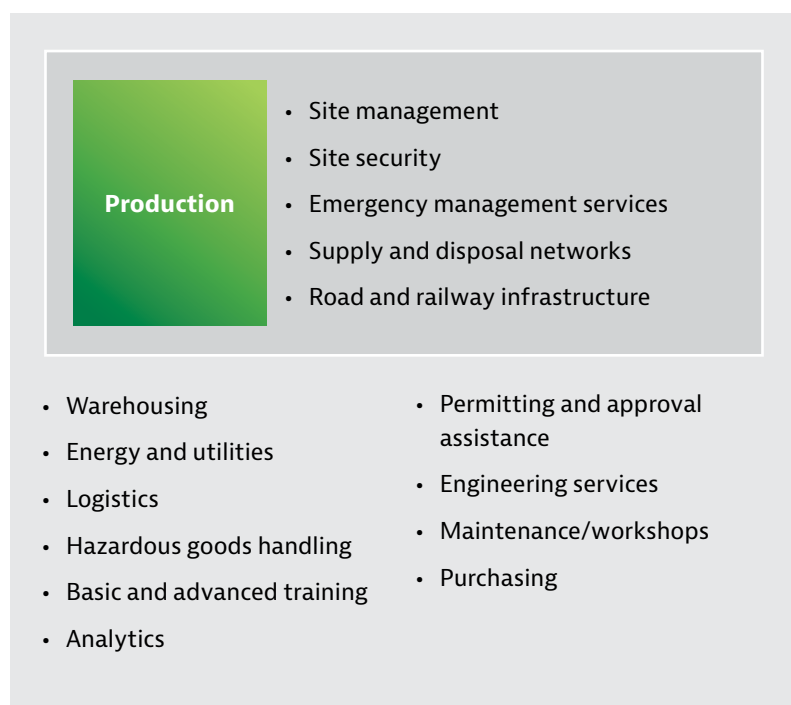 Production
• Site management
• Site security
• Emergency management services
• Supply and disposal networks
• Road and railway infrastructure
• Warehousing
• Energy and utilities
• Logistics
• Hazardous goods handling
• Basic and advanced training
• Analytics
• Permitting and approval
assistance
• Engineering services
• Maintenance/workshops
• Purchasing